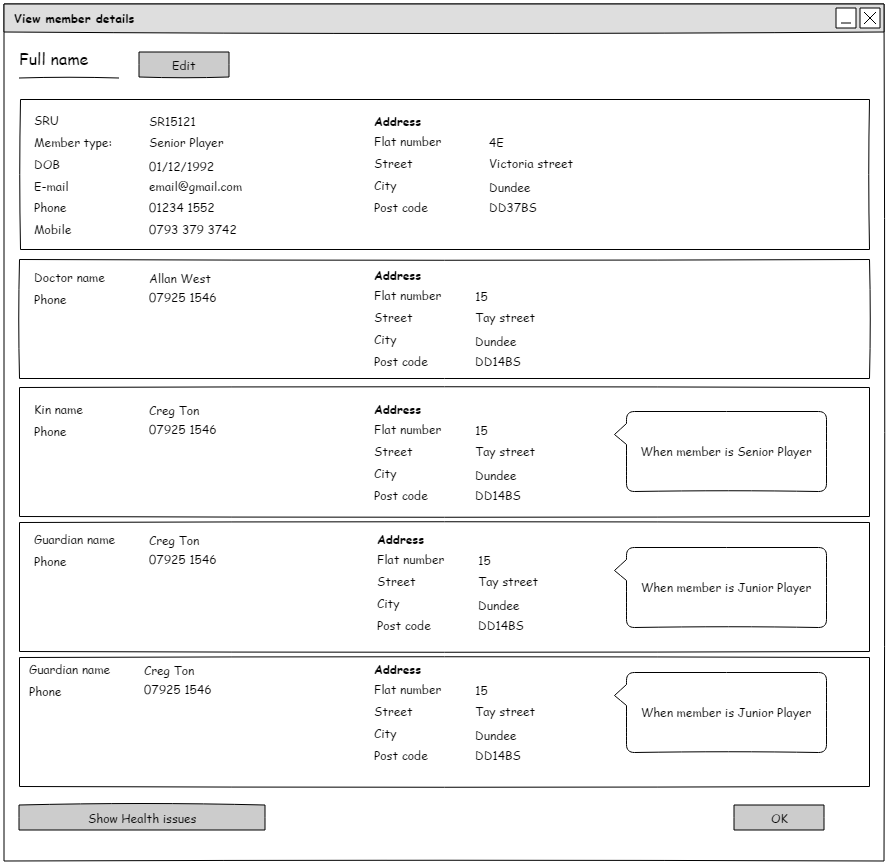 View member details
Full name
Edit
SRU SR15121
Member type: Senior Player
DOB 01/12/1992
E-mail email@gmail.com
Phone 01234 1552
Mobile 0793 379 3742
Address
Flat number 4E
Street Victoria street
City Dundee
Post code DD37BS
Doctor name Allan West
Phone 07925 1546
Address
Flat number 15
Street Tay street
City Dundee
Post code DD14BS
Kin name Creg Ton
Phone 07925 1546
Address
Flat number 15
Street Tay street
City Dundee
Post code DD14BS
When member is Senior Player
Guardian name Creg Ton
Phone 07925 1546
Address
Flat number 15
Street Tay street
City Dundee
Post code DD14BS
When member is Junior Player
Guardian name Creg Ton
Phone 07925 1546
Address
Flat number 15
Street Tay street
City Dundee
Post code DD14BS
When member is Junior Player
Show Health issues
OK